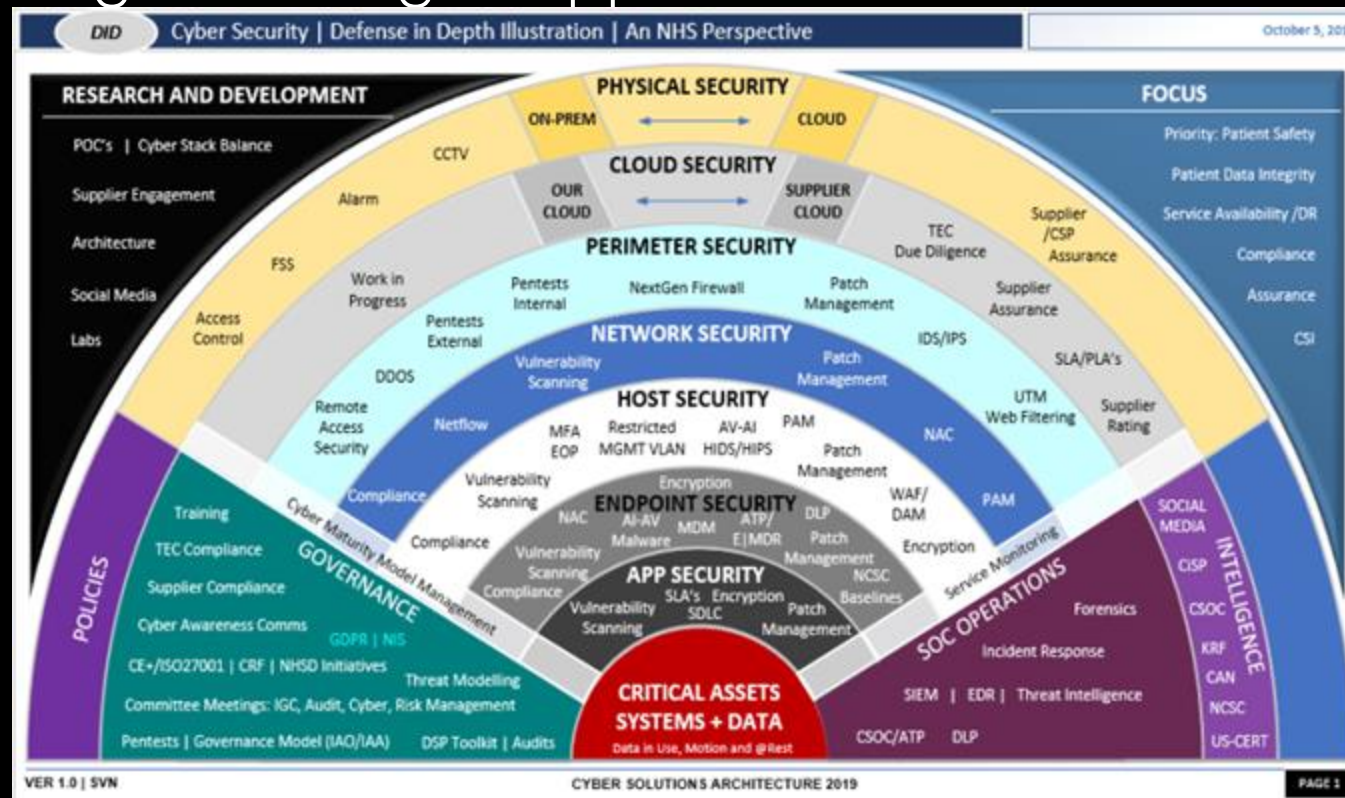 DID
Cyber Security | Defense in Depth Illustration | An NHS Perspective
October 5,
RESEARCH AND DEVELOPMENT
POC's | Cyber Stack Balance
Supplier Engagement
Architecture
Social Media
Labs
FOCUS
Priority: Patient Safety
Patient Data Integrity
Service Availability /DR
Compliance
Assurance
CSI
PHYSICAL SECURITY
ON-PREM
CLOUD
CCTV
Alarm
FSS
Access
Control
Supplier
/CSP
Assurance
CLOUD SECURITY
OUR
CLOUD
SUPPLIER
CLOUD
Work in
Progress
TEC
Due Diligence
Supplier
Assurance
SLA/PLA's
Supplier
Rating
PERIMETER SECURITY
Pentests
Internal
NextGen Firewall
Patch
Management
Pentests
External
IDS/IPS
DDOS
UTM
Web Filtering
Remote
Access
Security
NETWORK SECURITY
Vulnerability
Scanning
Patch
Management
Netflow
NAC
Compliance
PAM
HOST SECURITY
MFA
EOP
Restricted
MGMT VLAN
AV-AI
HIDS/HIPS
PAM
Patch
Management
Vulnerability
Scanning
WAF/
DAM
Compliance
Encryption
ENDPOINT SECURITY
Encryption
NAC
AI-AV
Malware
MDM
ATP/
E|MDR
DLP
Patch
Management
Vulnerability
Scanning
NCSC
Baselines
Compliance
APP SECURITY
SLA's Encryption
SDLC
Vulnerability
Scanning
Patch
Management
CRITICAL ASSETS
SYSTEMS + DATA
Data in Use, Motion and @Rest
Cyber Maturity Model Management
Service Monitoring
POLICIES
GOVERNANCE
Training
TEC Compliance
Supplier Compliance
Cyber Awareness Comms
GDPR | NIS
CE+/ISO27001 | CRF | NHSD Initiatives
Threat Modelling
Committee Meetings: IGC, Audit, Cyber, Risk Management
Pentests | Governance Model (IAO/IAA)
DSP Toolkit | Audits
SOC OPERATIONS
Forensics
Incident Response
SIEM | EDR | Threat Intelligence
CSOC/ATP
DLP
INTELLIGENCE
SOCIAL
MEDIA
CISP
CSOC
KRF
CAN
NCSC
US-CERT
VER 1.0 | SVN
CYBER SOLUTIONS ARCHITECTURE 2019
PAGE 1